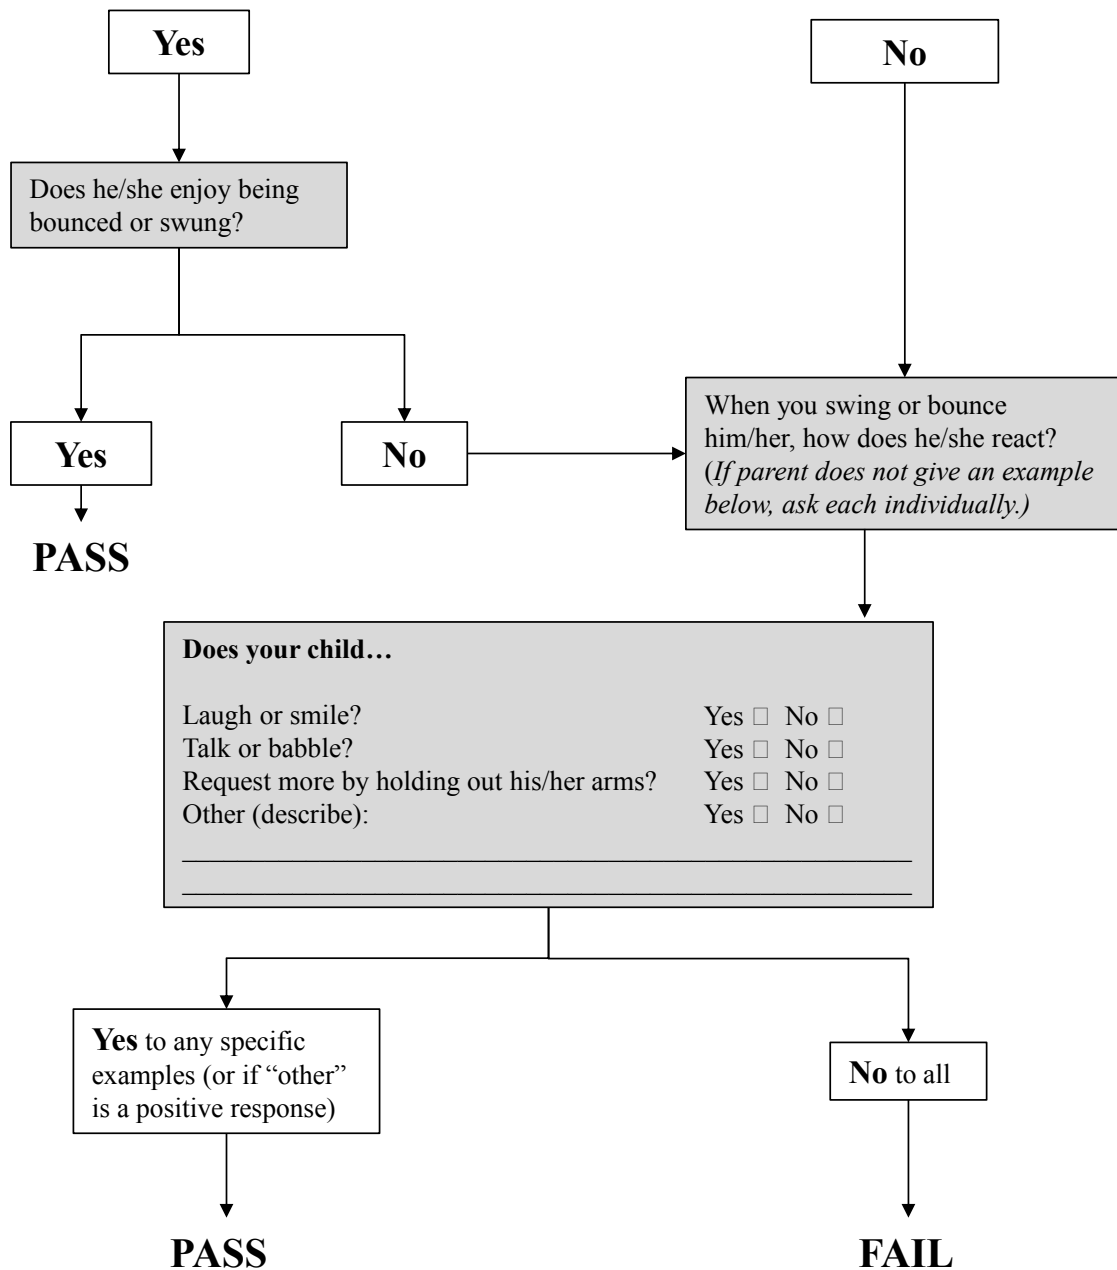 Yes
No
Does he/she enjoy being
bounced or swung?
Yes
No
When you swing or bounce
him/her, how does he/she react?
(If parent does not give an example
below, ask each individually.)
PASS
Does your child…
Laugh or smile? Yes □ No □
Talk or babble? Yes □ No □
Request more by holding out his/her arms? Yes □ No □
Other (describe): Yes □ No □
Yes to any specific
examples (or if “other”
is a positive response)
No to all
PASS
FAIL